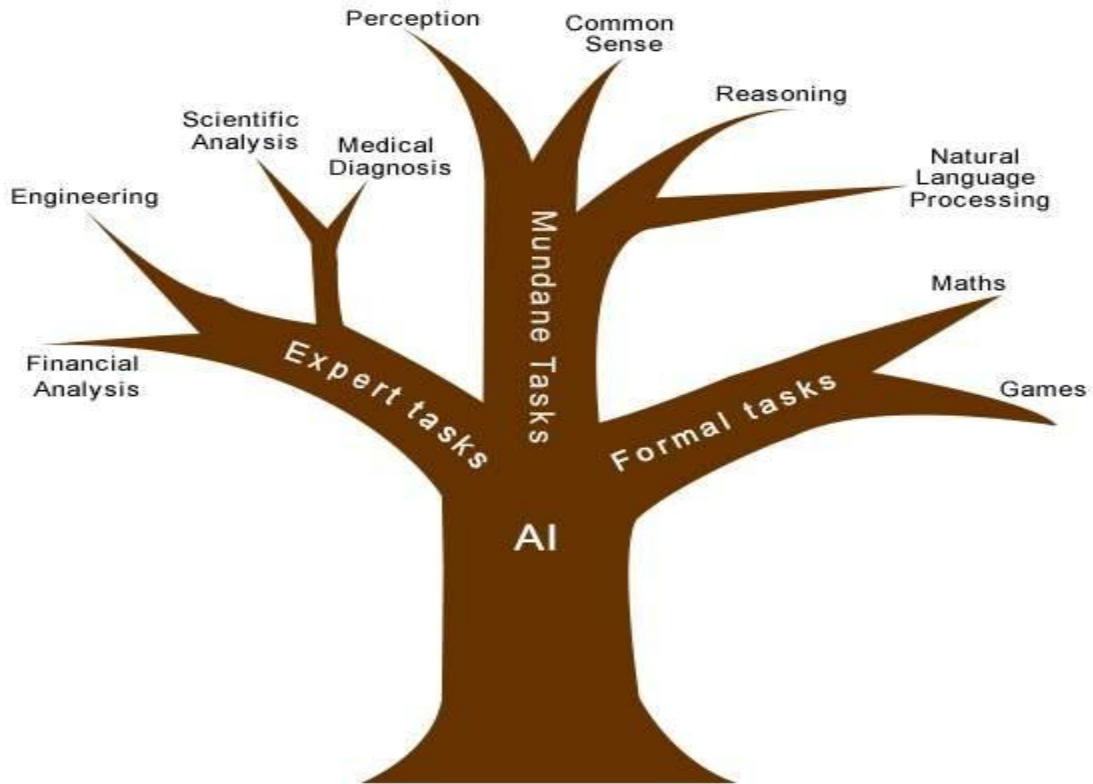 Perception
Common
Sense
Reasoning
Scientific
Analysis
Medical
Diagnosis
Natural
Language
Processing
Engineering
Maths
Financial
Analysis
Games
Expert tasks
Mundane Tasks
Formal tasks
AI